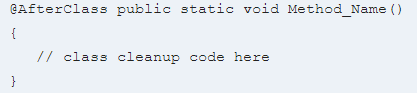 @AfterClass public static void Method_Name()
{
// class cleanup code here
}